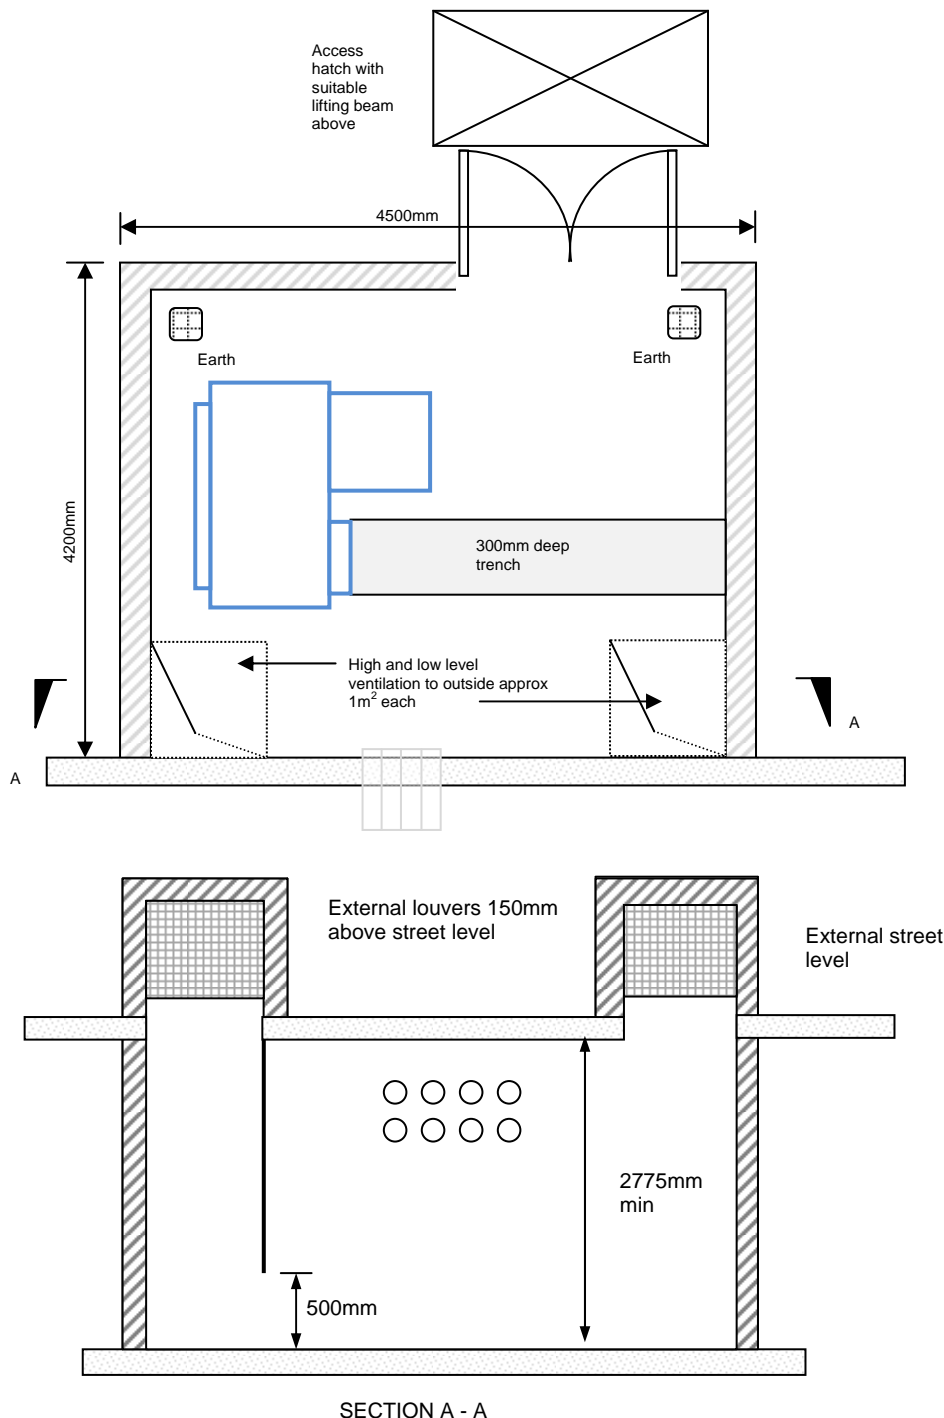 Access
hatch with
suitable
lifting beam
above
4500mm
Earth
Earth
4200mm
300mm deep
trench
High and low level
ventilation to outside approx
1m² each
A
A
External louvers 150mm
above street level
External street
level
2775mm
min
500mm
SECTION A - A